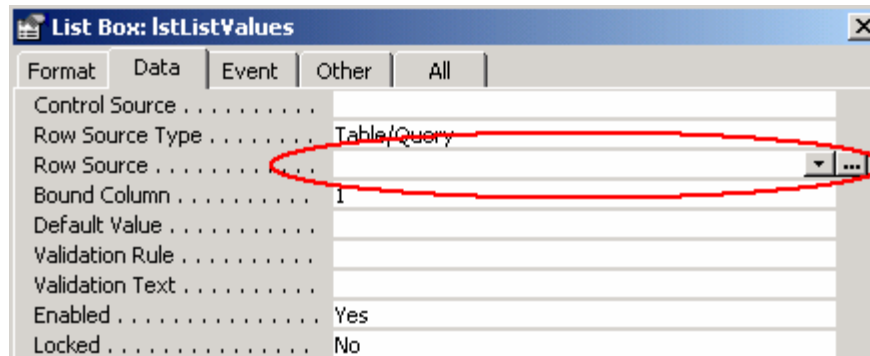 List Box: lstListValues
Format Data Event Other All
Control Source . . . . . . . . . .
Row Source Type . . . . . . . . Table/Query
Row Source . . . . . . . . . . . . ...
Bound Column . . . . . . . . . . 1
Default Value . . . . . . . . . . .
Validation Rule . . . . . . . . . .
Validation Text . . . . . . . . . .
Enabled . . . . . . . . . . . . . . . Yes
Locked . . . . . . . . . . . . . . . No